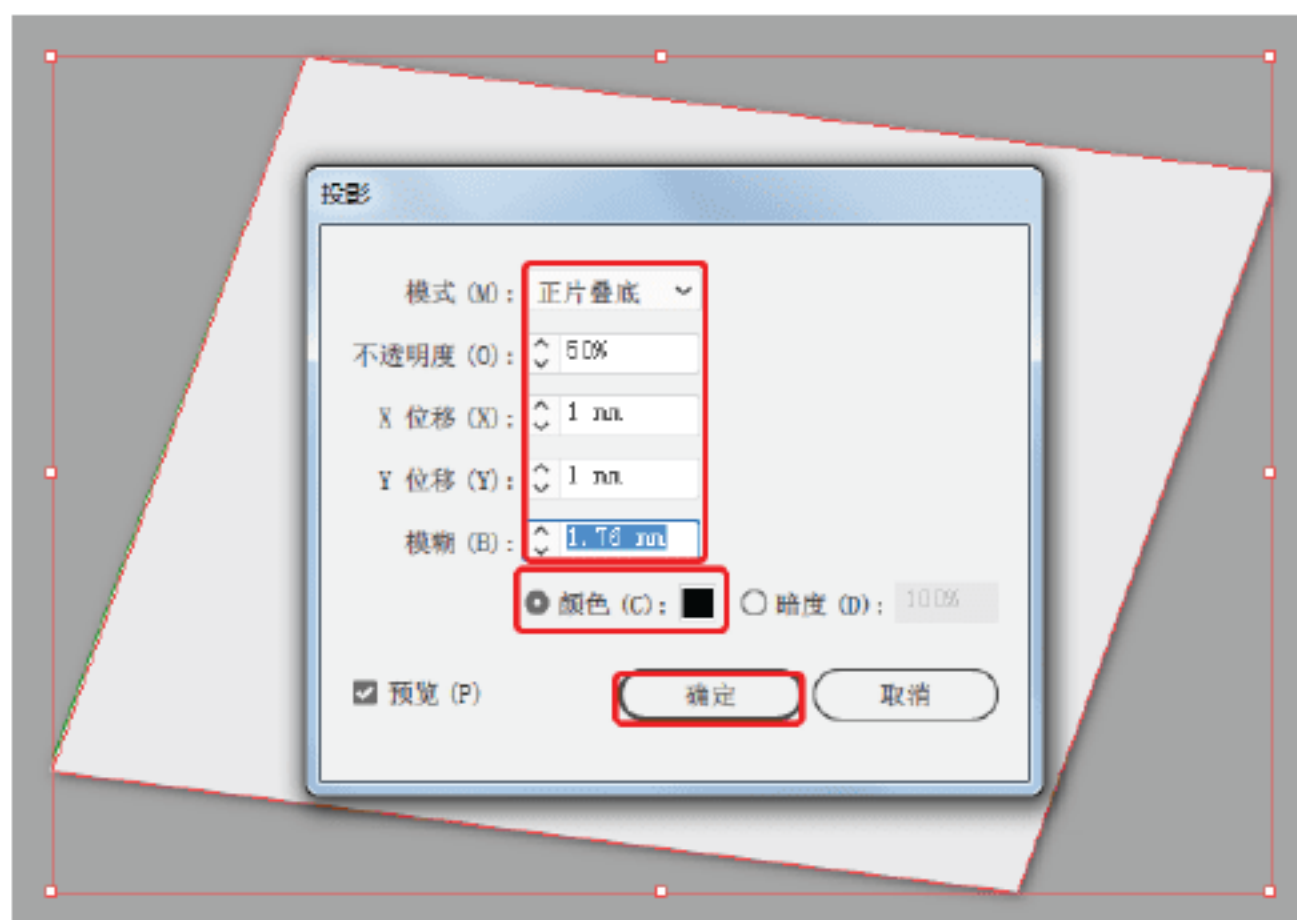 投影
模式 (M)： 正片叠底
不透明度 (O)： 50%
X 位移 (X)： 1 mm
Y 位移 (Y)： 1 mm
模糊 (B)： 1.76 mm
颜色 (C)： 暗度 (D)： 100%
预览 (P) 确定 取消